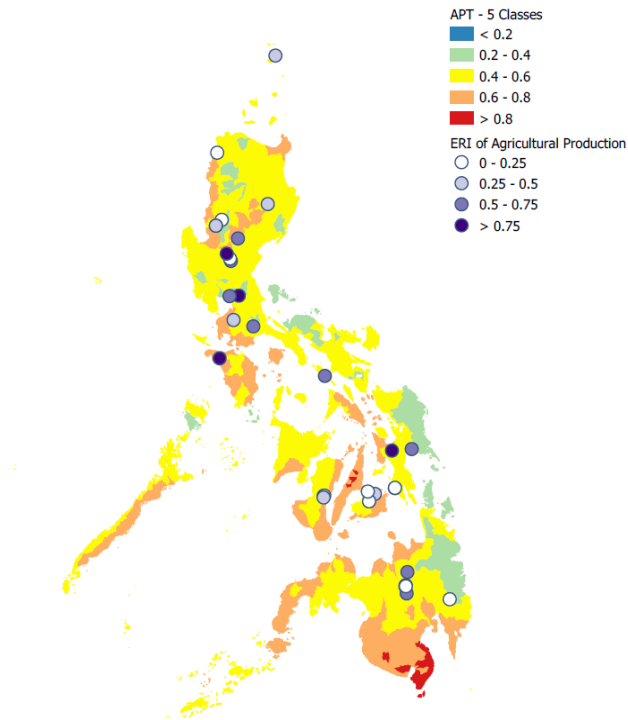 APT - 5 Classes
< 0.2
0.2 - 0.4
0.4 - 0.6
0.6 - 0.8
> 0.8
ERI of Agricultural Production
0 - 0.25
0.25 - 0.5
0.5 - 0.75
> 0.75